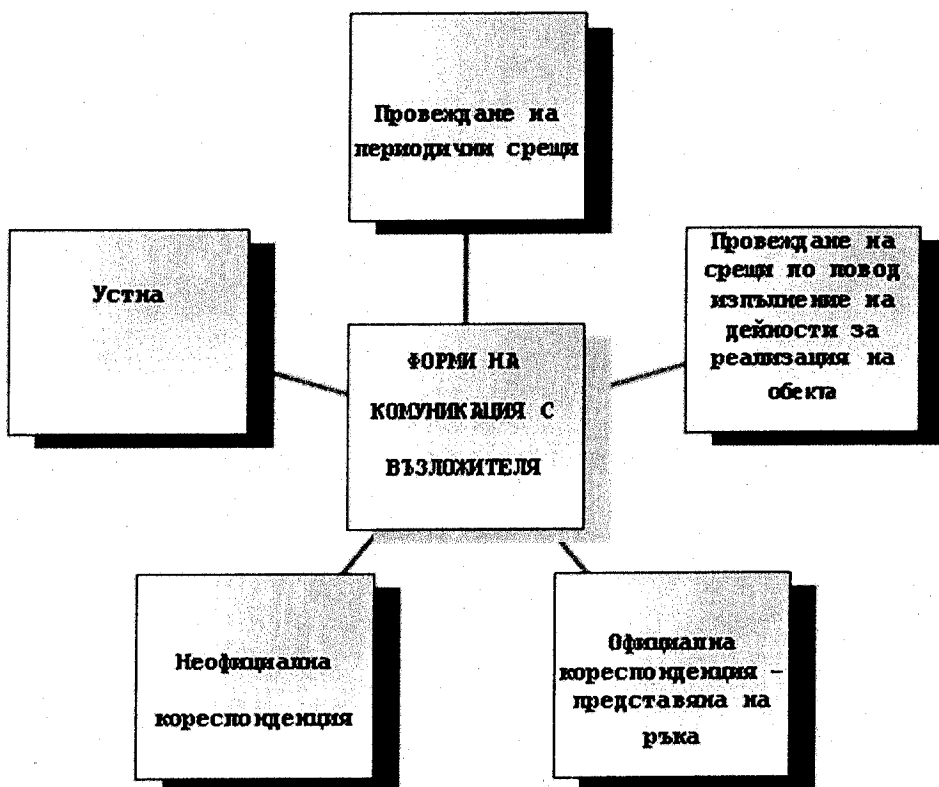 Провеждане на
периодични срещи
Устна
Провеждане на
срещи по повод
изпълнение на
дейности за
реализация на
обекта
ФОРМИ НА
КОМУНИКАЦИЯ С
ВЪЗЛОЖИТЕЛЯ
Неофициална
кореспонденция
Официална
кореспонденция –
представяна на
ръка